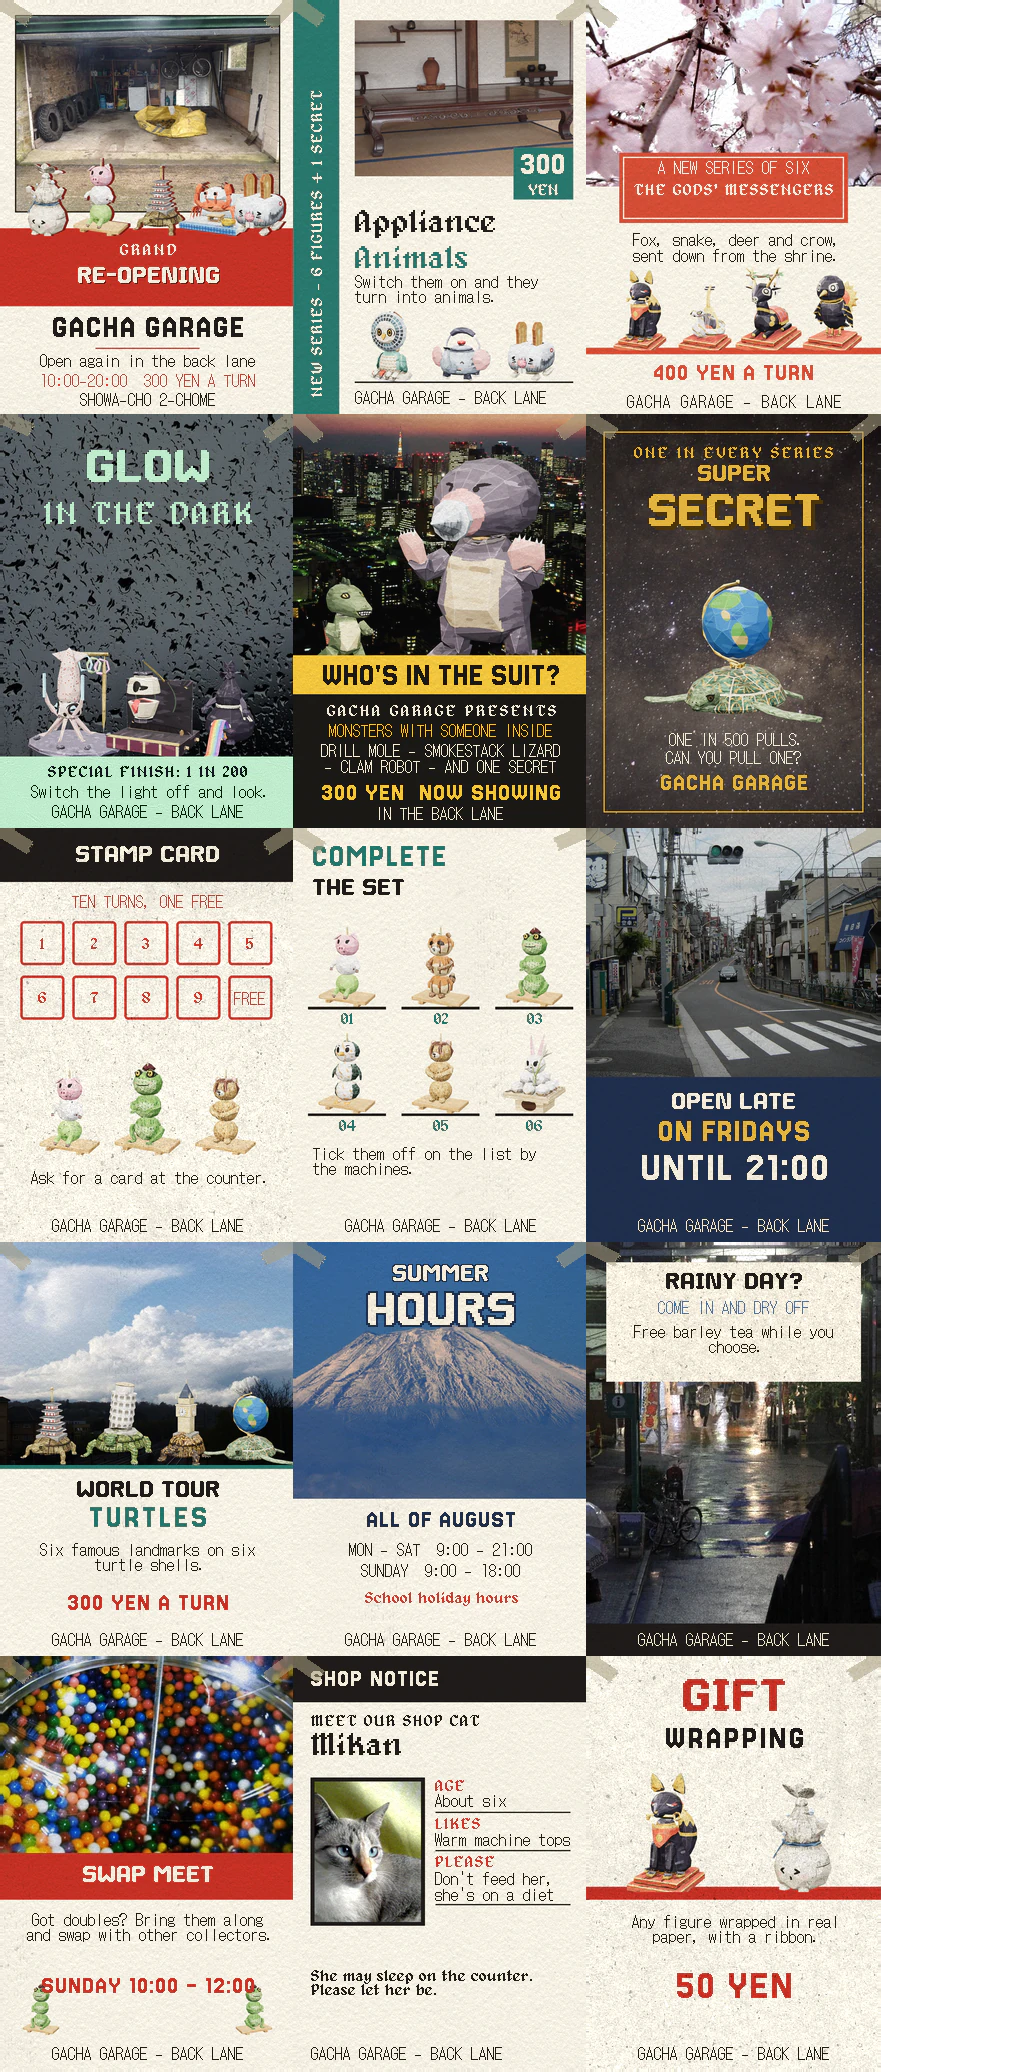 GRAND
RE-OPENING
GACHA GARAGE
Open again in the back lane
10:00-20:00 300 YEN A TURN
SHOWA-CHO 2-CHOME
NEW SERIES - 6 FIGURES + 1 SECRET
300
YEN
Appliance
Animals
Switch them on and they
turn into animals.
GACHA GARAGE - BACK LANE
A NEW SERIES OF SIX
THE GODS' MESSENGERS
Fox, snake, deer and crow,
sent down from the shrine.
400 YEN A TURN
GACHA GARAGE - BACK LANE
GLOW
IN THE DARK
SPECIAL FINISH: 1 IN 200
Switch the light off and look.
GACHA GARAGE - BACK LANE
WHO'S IN THE SUIT?
GACHA GARAGE PRESENTS
MONSTERS WITH SOMEONE INSIDE
DRILL MOLE - SMOKESTACK LIZARD
- CLAM ROBOT - AND ONE SECRET
300 YEN NOW SHOWING
IN THE BACK LANE
ONE IN EVERY SERIES
SUPER
SECRET
ONE IN 500 PULLS.
CAN YOU PULL ONE?
GACHA GARAGE
STAMP CARD
TEN TURNS, ONE FREE
1 2 3 4 5
6 7 8 9 FREE
Ask for a card at the counter.
GACHA GARAGE - BACK LANE
COMPLETE
THE SET
01 02 03
04 05 06
Tick them off on the list by
the machines.
GACHA GARAGE - BACK LANE
OPEN LATE
ON FRIDAYS
UNTIL 21:00
GACHA GARAGE - BACK LANE
WORLD TOUR
TURTLES
Six famous landmarks on six
turtle shells.
300 YEN A TURN
GACHA GARAGE - BACK LANE
SUMMER
HOURS
ALL OF AUGUST
MON - SAT 9:00 - 21:00
SUNDAY 9:00 - 18:00
School holiday hours
GACHA GARAGE - BACK LANE
RAINY DAY?
COME IN AND DRY OFF
Free barley tea while you
choose.
GACHA GARAGE - BACK LANE
SWAP MEET
Got doubles? Bring them along
and swap with other collectors.
SUNDAY 10:00 - 12:00
GACHA GARAGE - BACK LANE
SHOP NOTICE
MEET OUR SHOP CAT
Mikan
AGE
About six
LIKES
Warm machine tops
PLEASE
Don't feed her,
she's on a diet
She may sleep on the counter.
Please let her be.
GACHA GARAGE - BACK LANE
GIFT
WRAPPING
Any figure wrapped in real
paper, with a ribbon.
50 YEN
GACHA GARAGE - BACK LANE